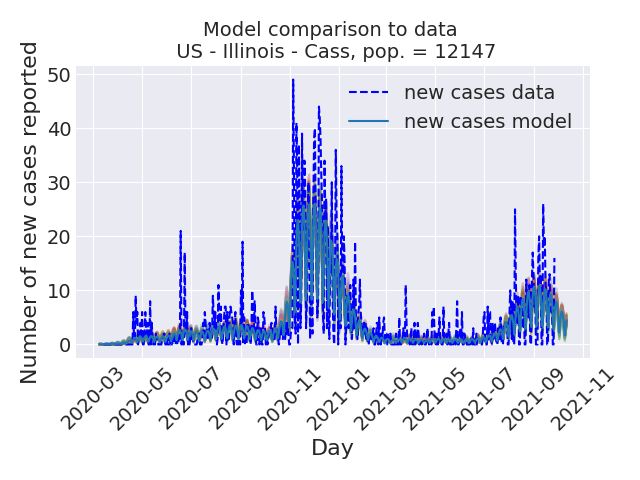 Model comparison to data
US - Illinois - Cass, pop. = 12147
Number of new cases reported
50
40
30
20
10
0
new cases data
new cases model
2020-03
2020-05
2020-07
2020-09
2020-11
2021-01
2021-03
2021-05
2021-07
2021-09
2021-11
Day